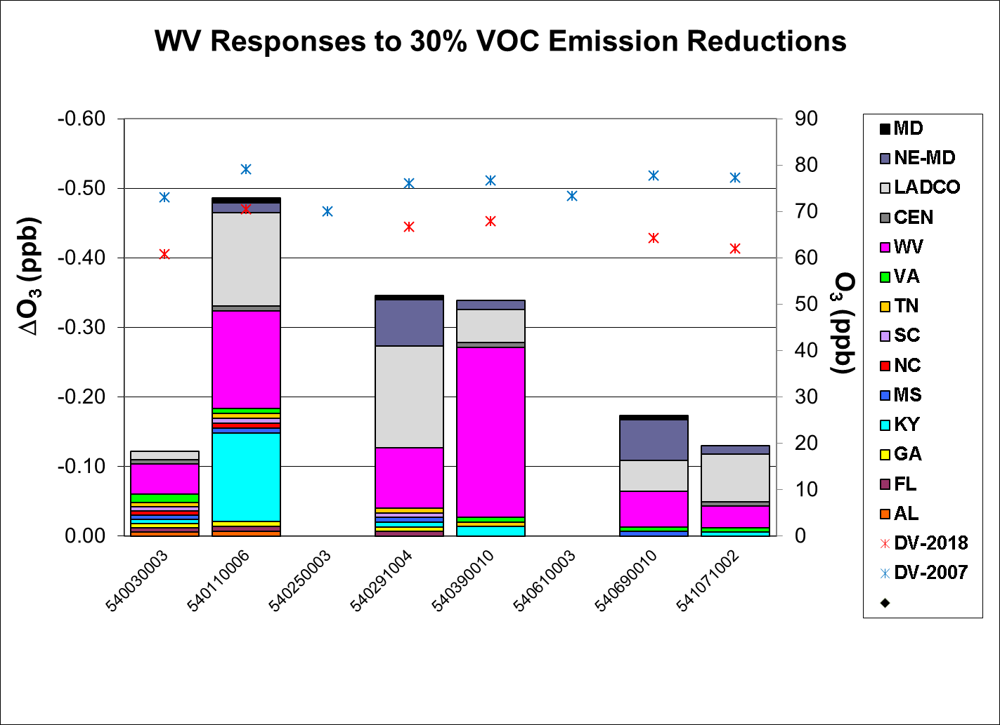 WV Responses to 30% VOC Emission Reductions
-0.60
-0.50
-0.40
-0.30
-0.20
-0.10
0.00
ΔO3 (ppb)
90
80
70
60
50
40
30
20
10
0
O3 (ppb)
540030003
540110006
540250003
540291004
540390010
540610003
540690010
541071002
MD
NE-MD
LADCO
CEN
WV
VA
TN
SC
NC
MS
KY
GA
FL
AL
DV-2018
DV-2007